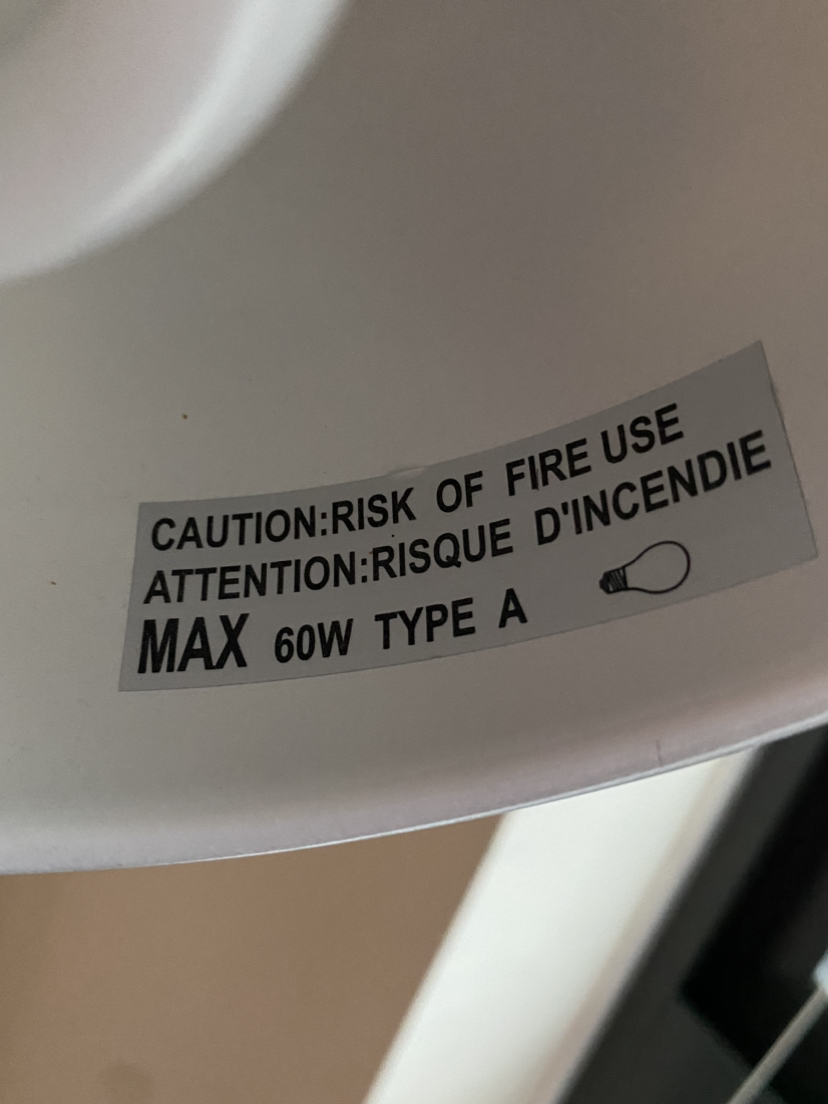 CAUTION:RISK OF FIRE USE
ATTENTION:RISQUE D'INCENDIE
MAX 60W TYPE A